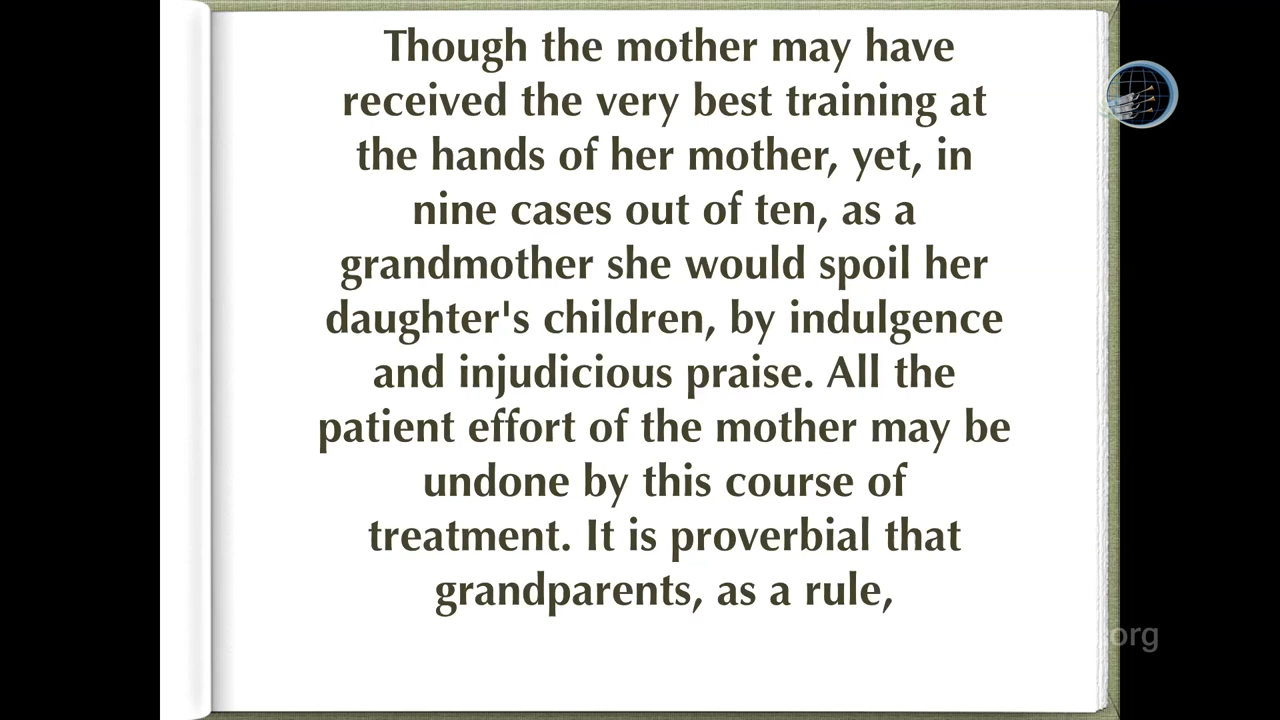 Though the mother may have
received the very best training at
the hands of her mother, yet, in
nine cases out of ten, as a
grandmother she would spoil her
daughter's children, by indulgence
and injudicious praise. All the
patient effort of the mother may be
undone by this course of
treatment. It is proverbial that
grandparents, as a rule,
.org